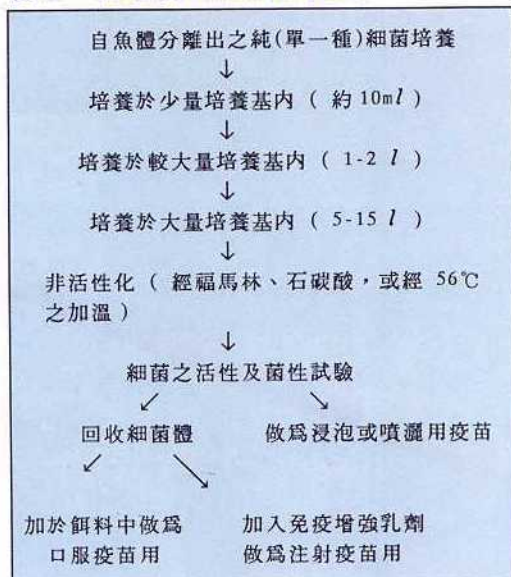 自魚體分離出之純(單一種)細菌培養
↓
培養於少量培養基內 ( 約10ml )
↓
培養於較大量培養基內 ( 1-2 l )
↓
培養於大量培養基內 ( 5-15 l )
↓
非活性化 ( 經福馬林、石碳酸，或經 56℃
之加溫 )
↓
細菌之活性及菌性試驗
↙ ↘
回收細菌體 做爲浸泡或噴灑用疫苗
↙ ↘
加於餌料中做爲 加入免疫增強乳劑
口服疫苗用 做爲注射疫苗用